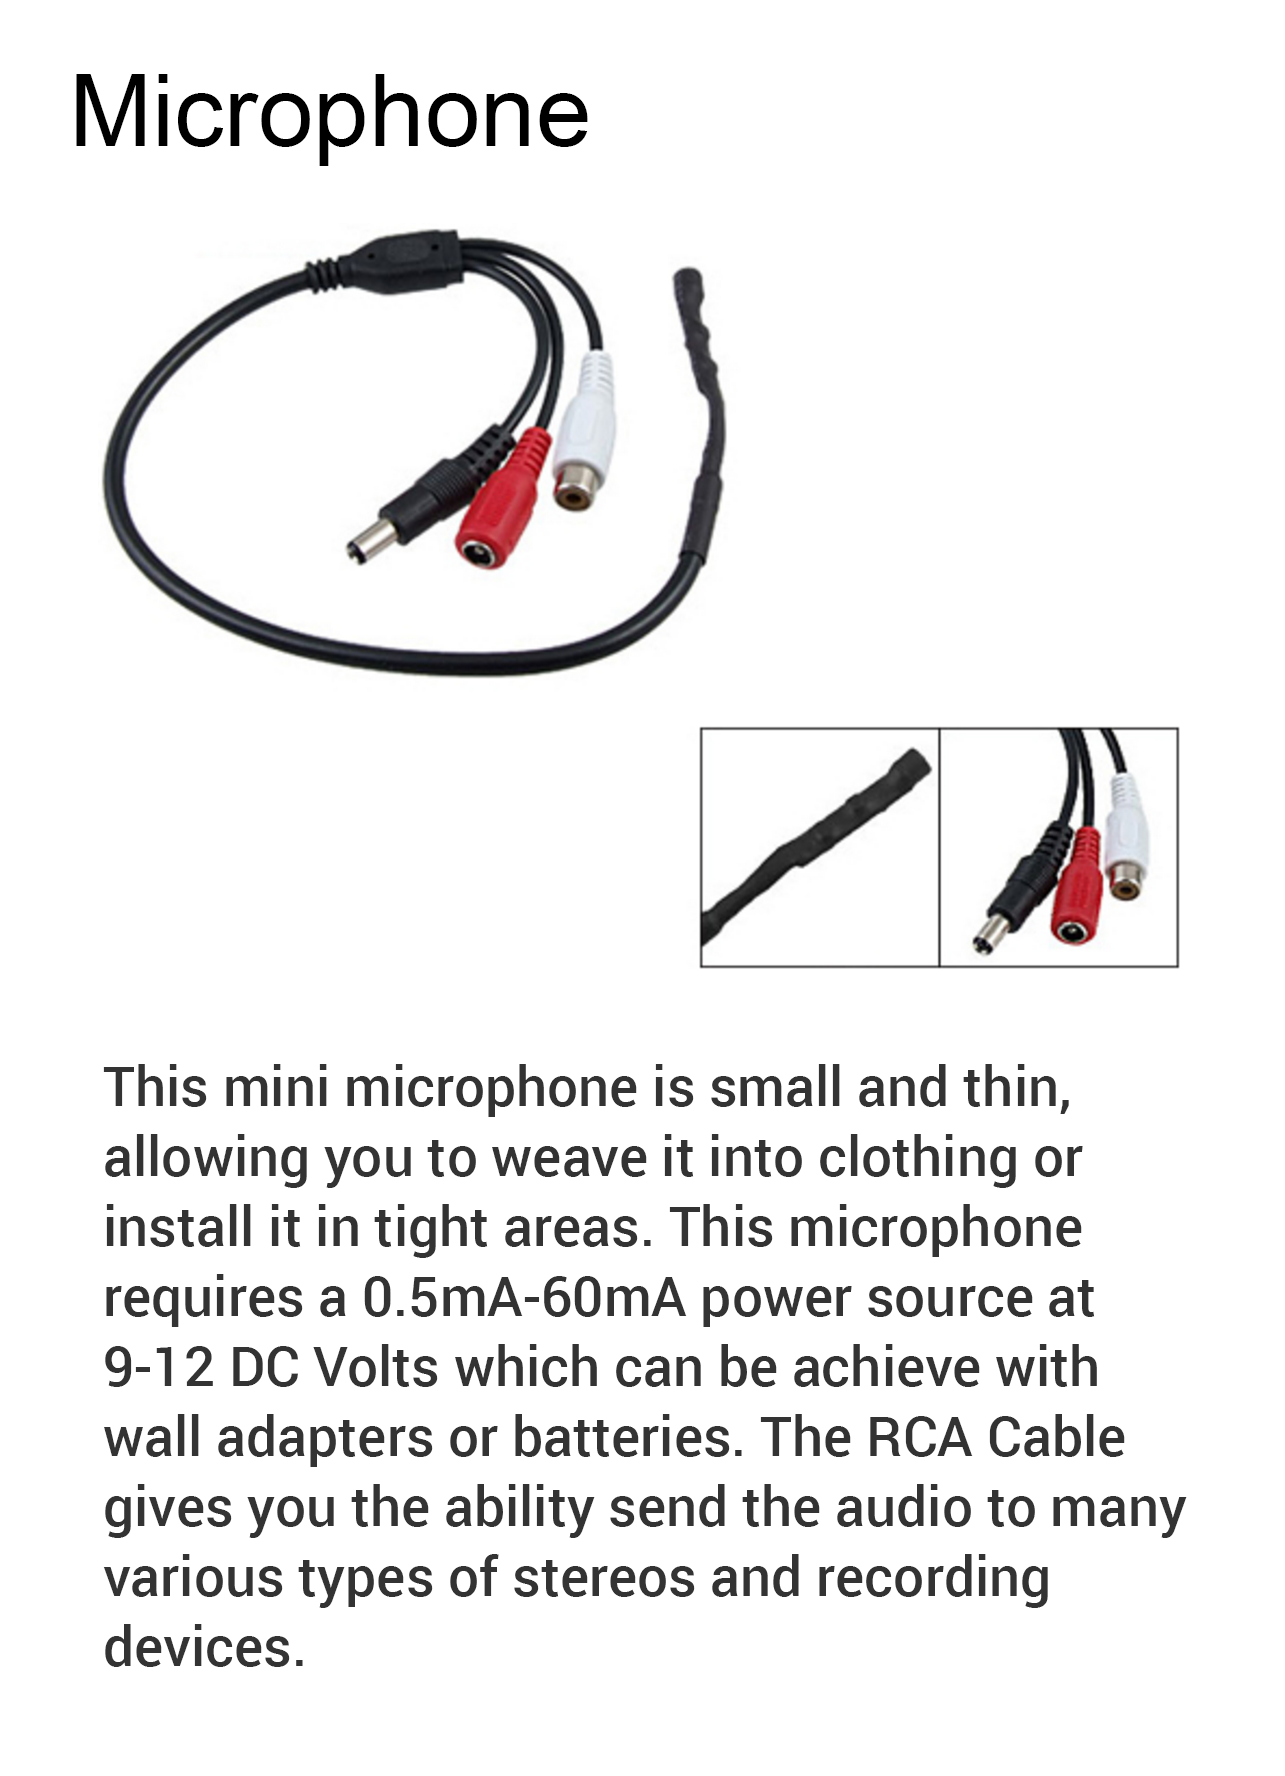 Microphone
This mini microphone is small and thin,
allowing you to weave it into clothing or
install it in tight areas. This microphone
requires a 0.5mA-60mA power source at
9-12 DC Volts which can be achieve with
wall adapters or batteries. The RCA Cable
gives you the ability send the audio to many
various types of stereos and recording
devices.